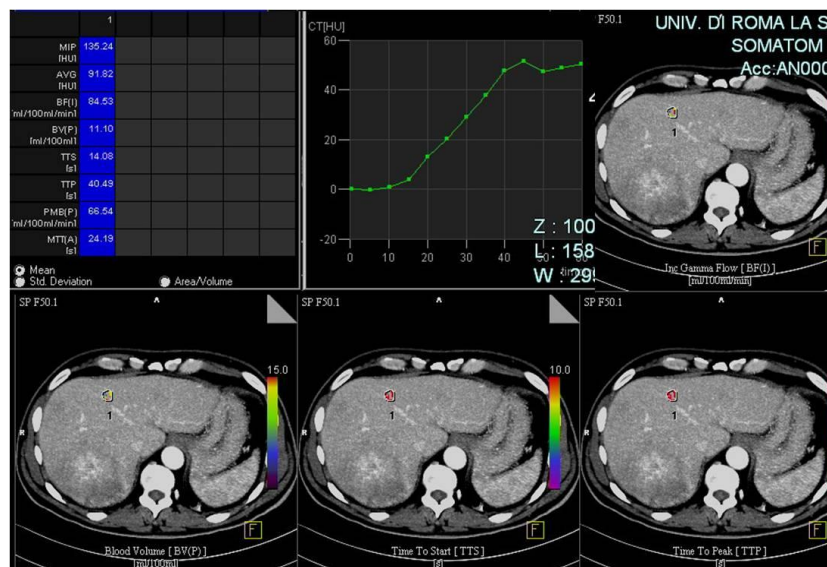 1
MIP 135.24
[HU]
AVG 91.82
[HU]
BF(I) 84.53
[ml/100ml/min]
BV(P) 11.10
[ml/100ml]
TTS 14.08
[s]
TTP 40.49
[s]
PMB(P) 66.54
ml/100ml/min]
MTT(A) 24.19
[s]
Mean
Std. Deviation Area/Volume
CT[HU]
60
40
20
0
-20
0 10 20 30 40 50
Z : 100
L : 158
W : 295
F50.1
UNIV. DI ROMA LA S
SOMATOM
Acc:AN000
1
F
Inc Gamma Flow [ BF(I) ]
[ml/100ml/min]
SP F50.1
15.0
R
1
F
Blood Volume [ BV(P) ]
[ml/100ml]
SP F50.1
10.0
R
1
F
Time To Start [ TTS ]
[s]
SP F50.1
R
1
F
Time To Peak [ TTP ]
[s]